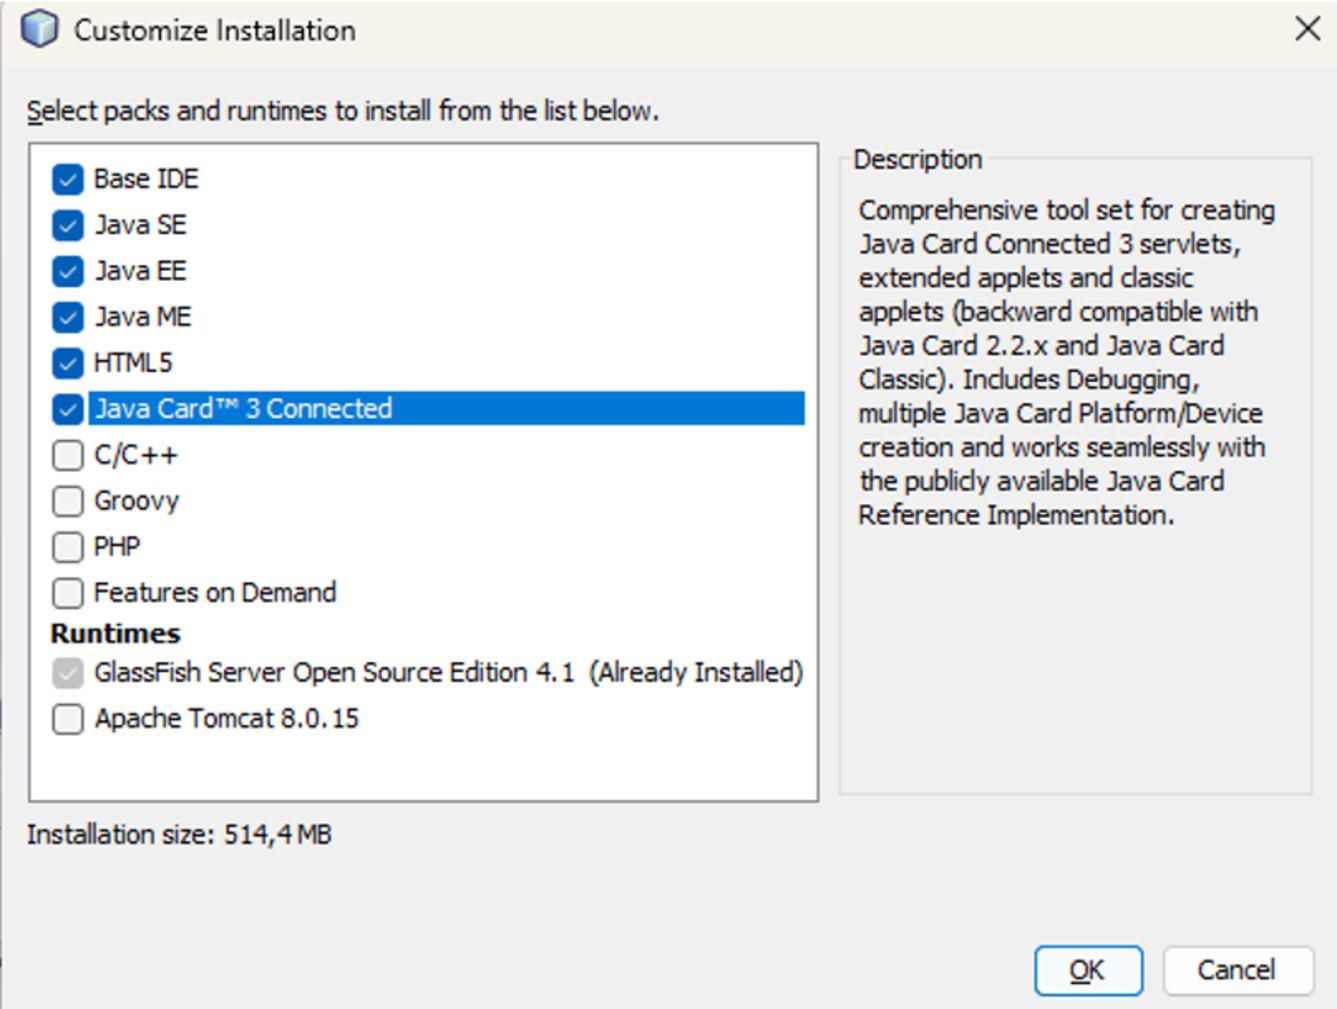 Customize Installation
Select packs and runtimes to install from the list below.
Base IDE
Java SE
Java EE
Java ME
HTML5
Java Card™ 3 Connected
C/C++
Groovy
PHP
Features on Demand
Runtimes
GlassFish Server Open Source Edition 4.1 (Already Installed)
Apache Tomcat 8.0.15
Description
Comprehensive tool set for creating
Java Card Connected 3 servlets,
extended applets and classic
applets (backward compatible with
Java Card 2.2.x and Java Card
Classic). Includes Debugging,
multiple Java Card Platform/Device
creation and works seamlessly with
the publicly available Java Card
Reference Implementation.
Installation size: 514,4 MB
OK
Cancel